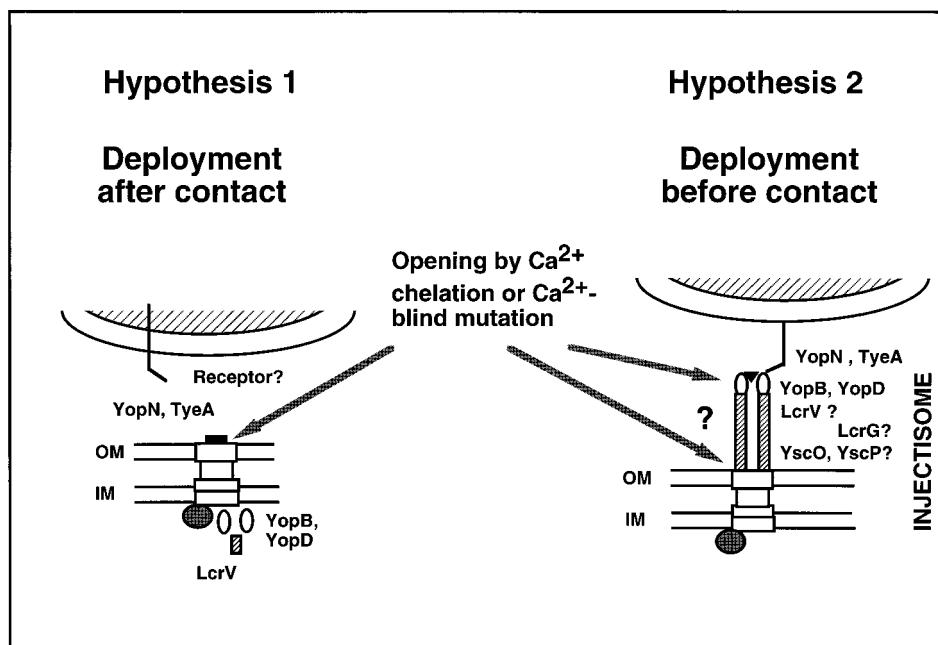 Hypothesis 1
Deployment
after contact
Hypothesis 2
Deployment
before contact
Opening by Ca2+
chelation or Ca2+-
blind mutation
Receptor?
YopN, TyeA
OM
IM
YopB,
YopD
LcrV
YopN , TyeA
YopB, YopD
LcrV ?
LcrG?
YscO, YscP?
?
OM
IM
INJECTISOME